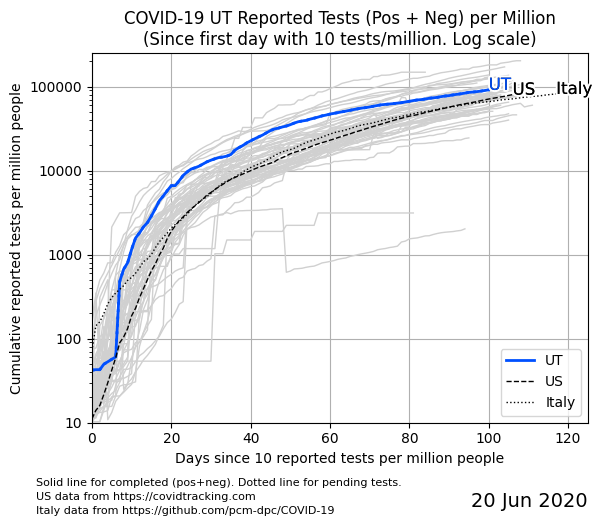 COVID-19 UT Reported Tests (Pos + Neg) per Million
(Since first day with 10 tests/million. Log scale)
Cumulative reported tests per million people
100000
10000
1000
100
10
UT
US
Italy
UT
US
Italy
0
20
40
60
80
100
120
Days since 10 reported tests per million people
Solid line for completed (pos+neg). Dotted line for pending tests.
US data from https://covidtracking.com
Italy data from https://github.com/pcm-dpc/COVID-19
20 Jun 2020